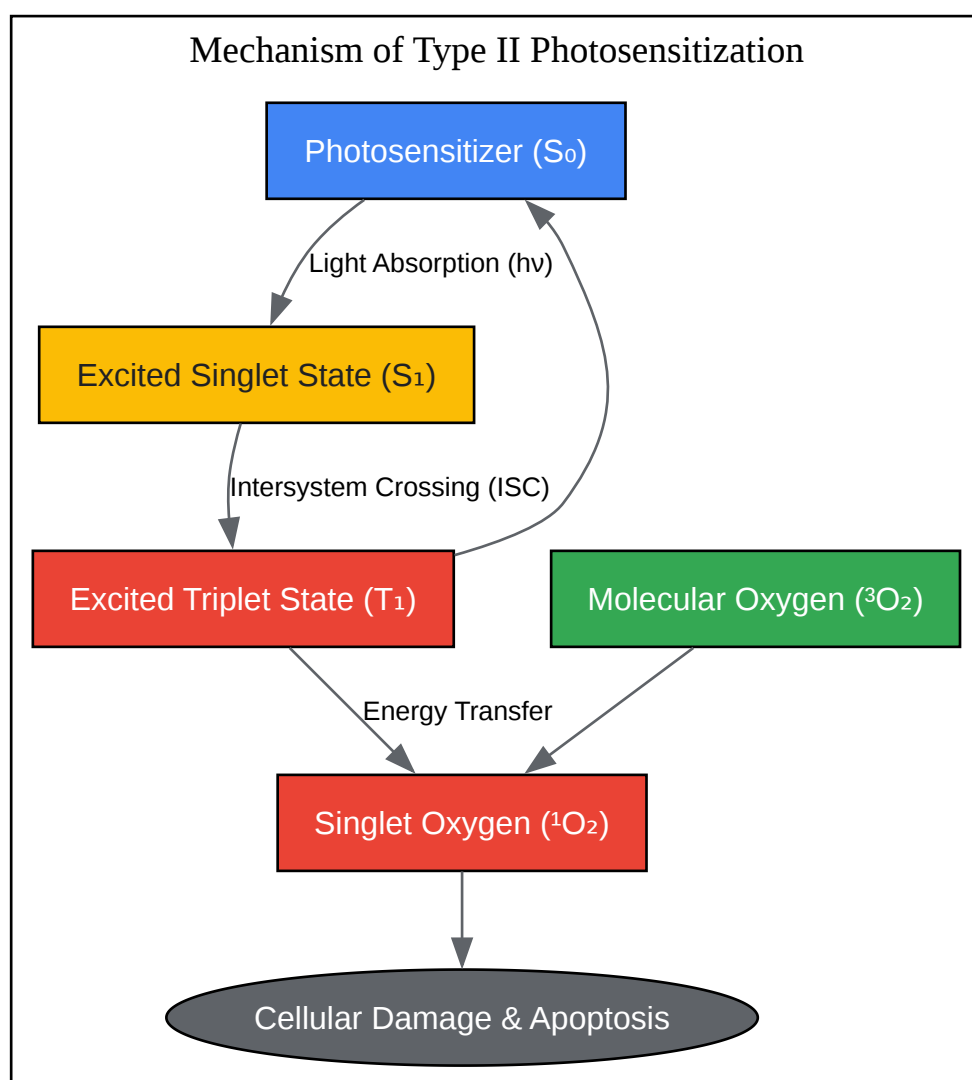 Mechanism of Type II Photosensitization
Photosensitizer (S₀)
Light Absorption (hν)
Excited Singlet State (S₁)
Intersystem Crossing (ISC)
Excited Triplet State (T₁)
Molecular Oxygen (³O₂)
Energy Transfer
Singlet Oxygen (¹O₂)
Cellular Damage & Apoptosis